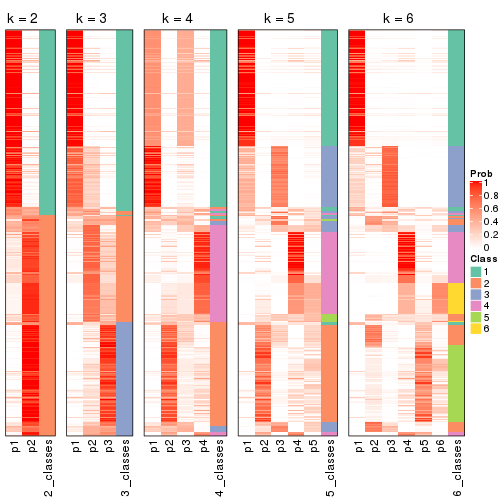 k = 2
k = 3
k = 4
k = 5
k = 6
Prob
1
0.8
0.6
0.4
0.2
0
Class
1
2
3
4
5
6
p1
p2
2_classes
p1
p2
p3
3_classes
p1
p2
p3
p4
4_classes
p1
p2
p3
p4
p5
5_classes
p1
p2
p3
p4
p5
p6
6_classes